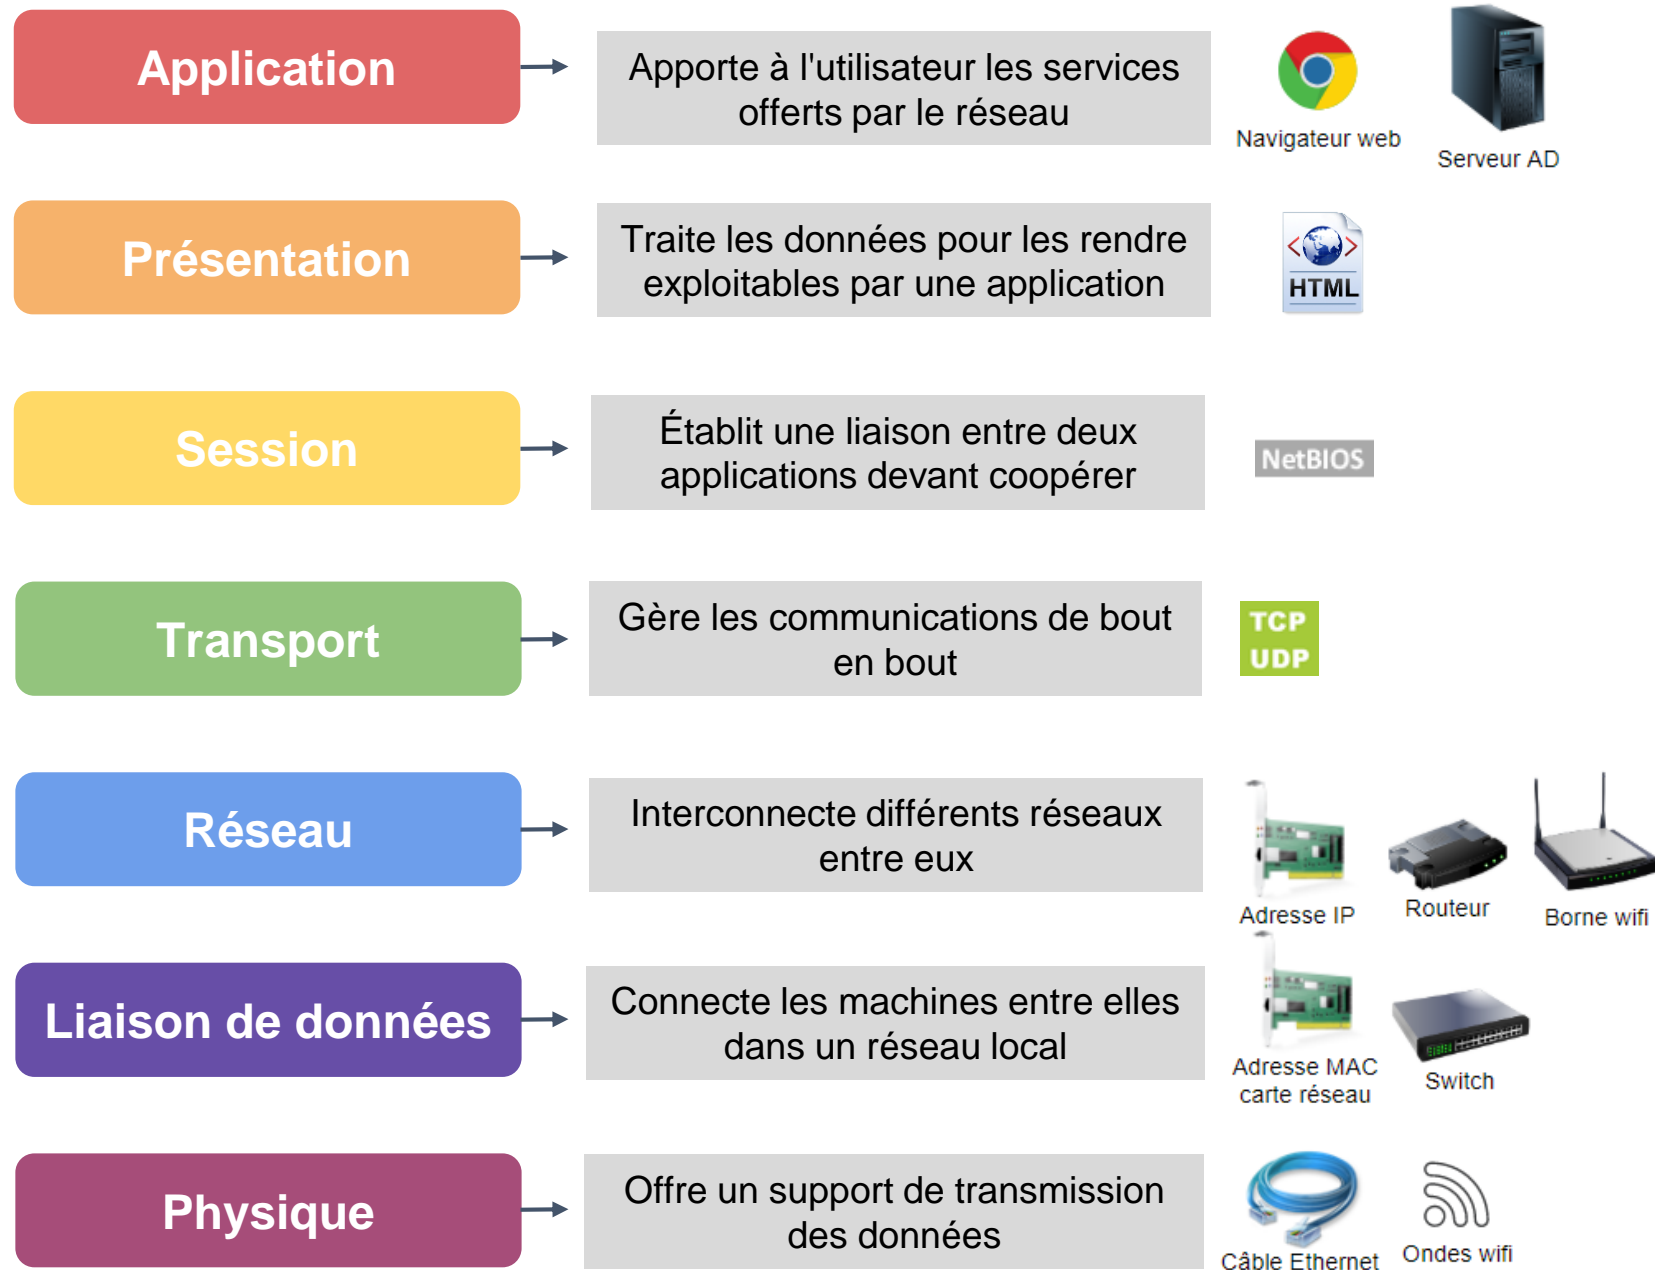 Application
Apporte à l'utilisateur les services
offerts par le réseau
Navigateur web
Serveur AD
Présentation
Traite les données pour les rendre
exploitables par une application
HTML
Session
Établit une liaison entre deux
applications devant coopérer
NetBIOS
Transport
Gère les communications de bout
en bout
TCP
UDP
Réseau
Interconnecte différents réseaux
entre eux
Adresse IP
Routeur
Borne wifi
Liaison de données
Connecte les machines entre elles
dans un réseau local
Adresse MAC
carte réseau
Switch
Physique
Offre un support de transmission
des données
Câble Ethernet
Ondes wifi